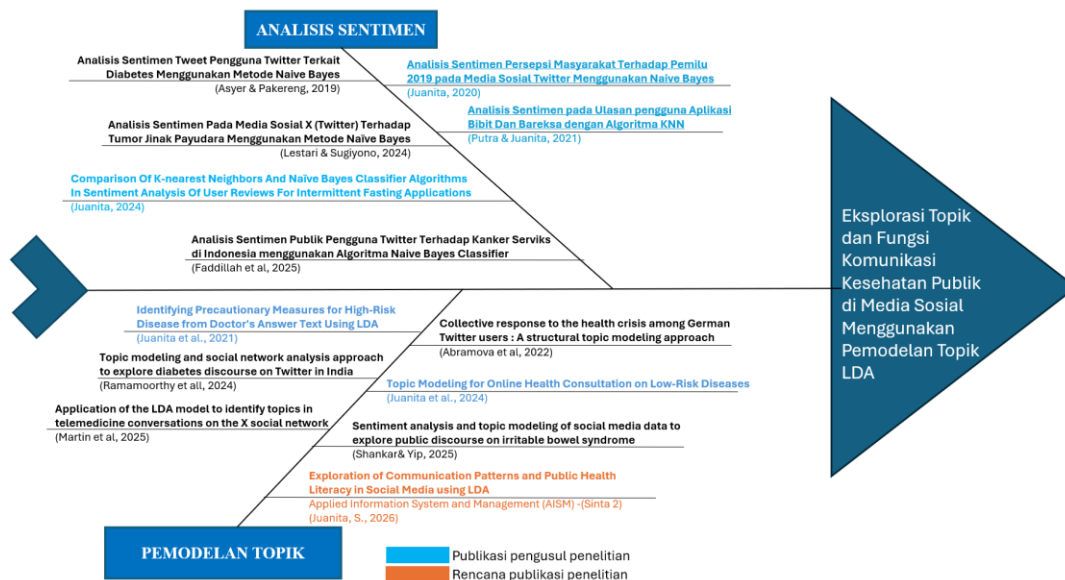 ANALISIS SENTIMEN
Analisis Sentimen Tweet Pengguna Twitter Terkait
Diabetes Menggunakan Metode Naive Bayes
(Asyer & Pakereng, 2019)
Analisis Sentimen Persepsi Masyarakat Terhadap Pemilu
2019 pada Media Sosial Twitter Menggunakan Naive Bayes
(Juanita, 2020)
Analisis Sentimen pada Ulasan pengguna Aplikasi
Bibit Dan Bareksa dengan Algoritma KNN
(Putra & Juanita, 2021)
Analisis Sentimen Pada Media Sosial X (Twitter) Terhadap
Tumor Jinak Payudara Menggunakan Metode Naïve Bayes
(Lestari & Sugiyono, 2024)
Comparison Of K-nearest Neighbors And Naïve Bayes Classifier Algorithms
In Sentiment Analysis Of User Reviews For Intermittent Fasting Applications
(Juanita, 2024)
Analisis Sentimen Publik Pengguna Twitter Terhadap Kanker Serviks
di Indonesia menggunakan Algoritma Naive Bayes Classifier
(Faddillah et al, 2025)
Eksplorasi Topik
dan Fungsi
Komunikasi
Kesehatan Publik
di Media Sosial
Menggunakan
Pemodelan Topik
LDA
Identifying Precautionary Measures for High-Risk
Disease from Doctor's Answer Text Using LDA
(Juanita et al., 2021)
Collective response to the health crisis among German
Twitter users : A structural topic modeling approach
(Abramova et al, 2022)
Topic modeling and social network analysis approach
to explore diabetes discourse on Twitter in India
(Ramamoorthy etall, 2024)
Topic Modeling for Online Health Consultation on Low-Risk Diseases
(Juanita et al., 2024)
Application of the LDA model to identify topics in
telemedicine conversations on the X social network
(Martin et al, 2025)
Sentiment analysis and topic modeling of social media data to
explore public discourse on irritable bowel syndrome
(Shankar& Yip, 2025)
Exploration of Communication Patterns and Public Health
Literacy in Social Media using LDA
Applied Information System and Management (AISM) -(Sinta 2)
(Juanita, S., 2026)
PEMODELAN TOPIK
Publikasi pengusul penelitian
Rencana publikasi penelitian